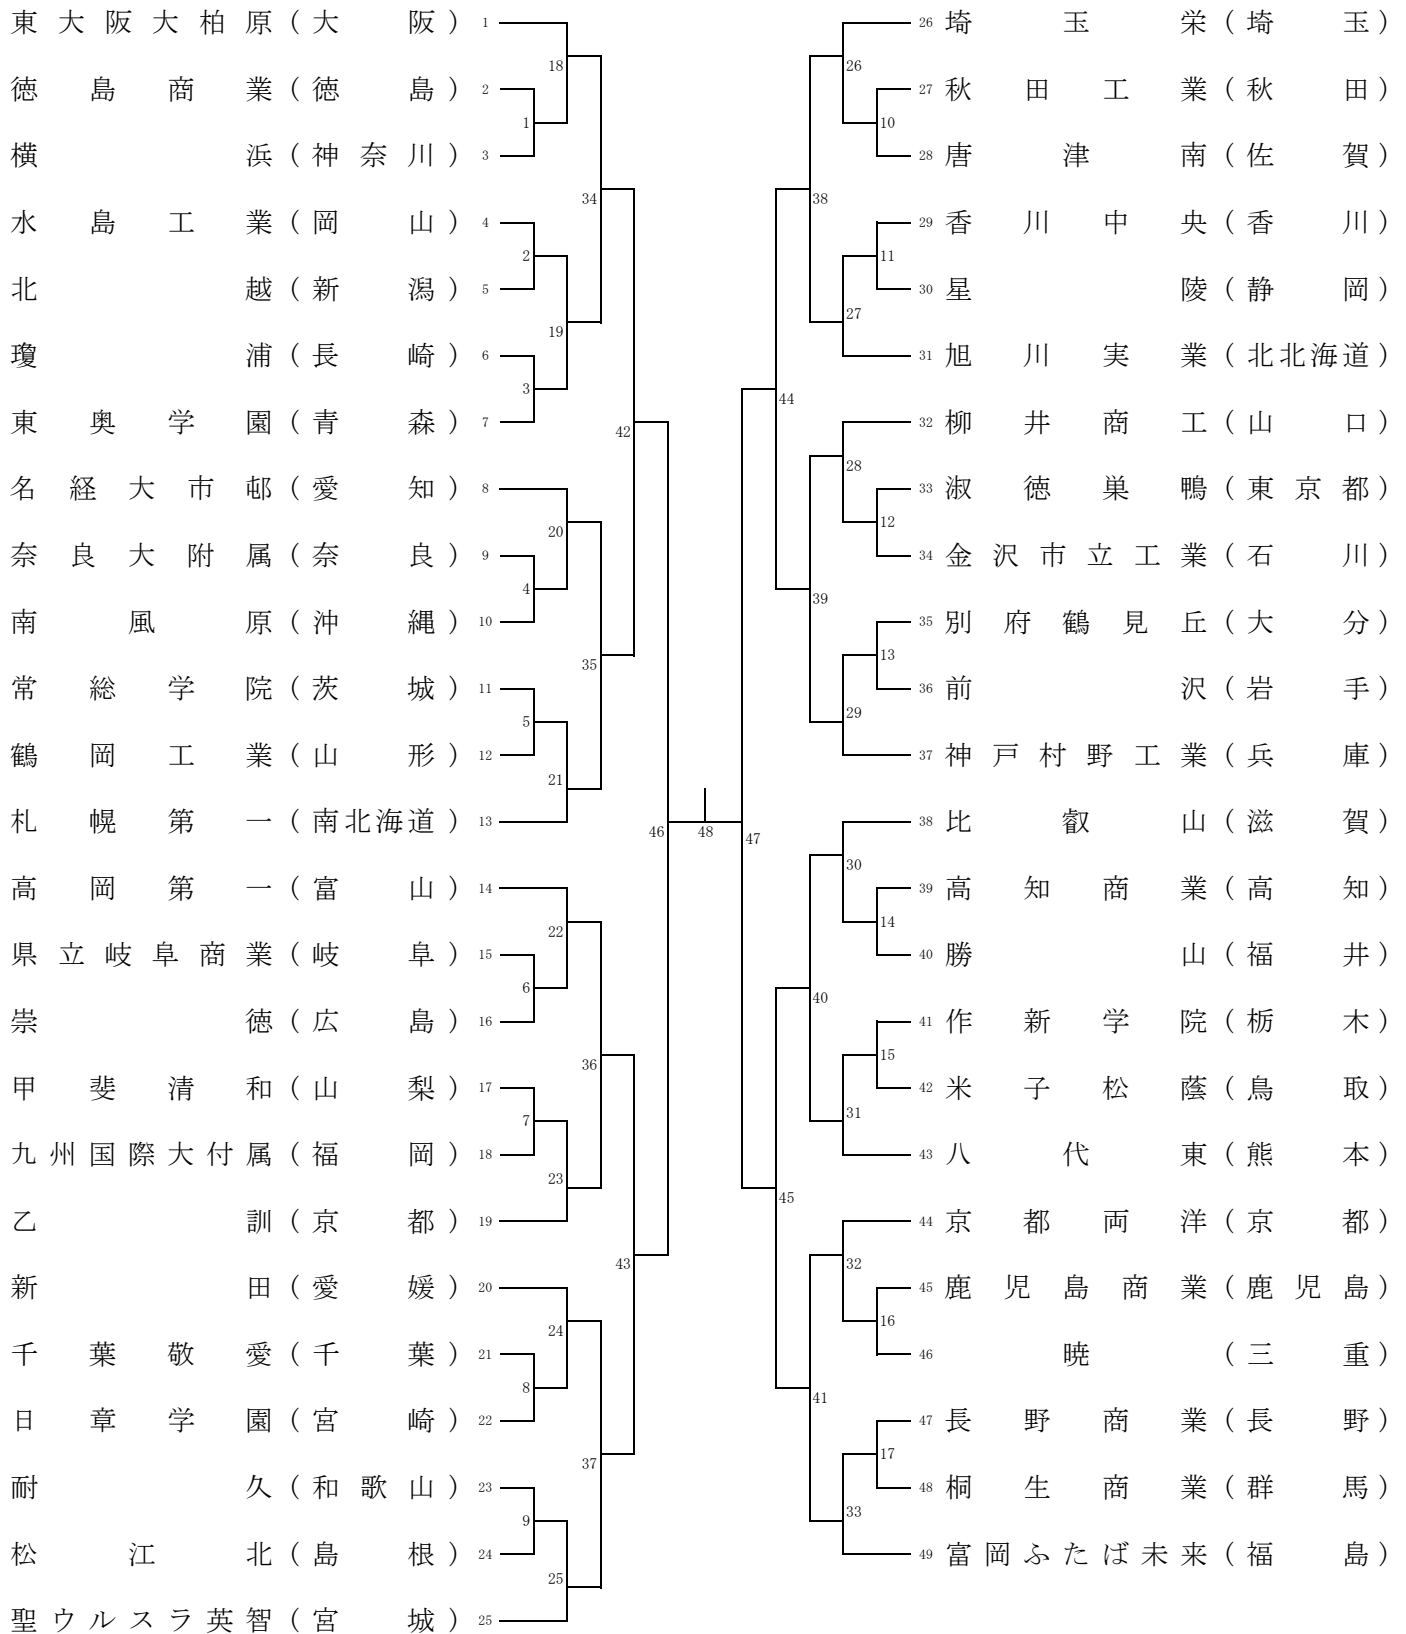 東大阪大柏原(大阪) 1
徳島商業(徳島) 2
横浜(神奈川) 3
水島工業(岡山) 4
北越(新潟) 5
瓊浦(長崎) 6
東奥学園(青森) 7
名経大市邨(愛知) 8
奈良大附属(奈良) 9
南風原(沖縄) 10
常総学院(茨城) 11
鶴岡工業(山形) 12
札幌第一(南北海道) 13
高岡第一(富山) 14
県立岐阜商業(岐阜) 15
崇徳(広島) 16
甲斐清和(山梨) 17
九州国際大付属(福岡) 18
乙訓(京都) 19
新田(愛媛) 20
千葉敬愛(千葉) 21
日章学園(宮崎) 22
耐久(和歌山) 23
松江北(島根) 24
聖ウルスラ英智(宮城) 25
18
1
34
2
19
3
42
20
4
35
5
21
46
48
47
22
6
36
7
23
43
24
8
37
9
25
26
10
38
11
27
44
28
12
39
13
29
30
14
40
15
31
45
32
16
41
17
33
26 埼玉栄(埼玉)
27 秋田工業(秋田)
28 唐津南(佐賀)
29 香川中央(香川)
30 星陵(静岡)
31 旭川実業(北北海道)
32 柳井商工(山口)
33 淑徳巣鴨(東京都)
34 金沢市立工業(石川)
35 別府鶴見丘(大分)
36 前沢(岩手)
37 神戸村野工業(兵庫)
38 比叡山(滋賀)
39 高知商業(高知)
40 勝山(福井)
41 作新学院(栃木)
42 米子松蔭(鳥取)
43 八代東(熊本)
44 京都両洋(京都)
45 鹿児島商業(鹿児島)
46 暁(三重)
47 長野商業(長野)
48 桐生商業(群馬)
49 富岡ふたば未来(福島)